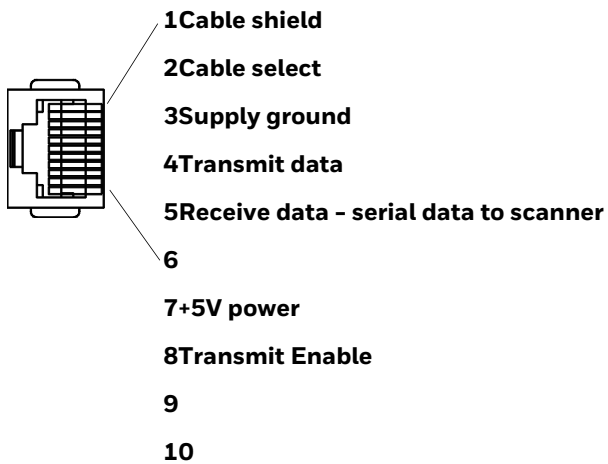 1Cable shield
2Cable select
3Supply ground
4Transmit data
5Receive data – serial data to scanner
6
7+5V power
8Transmit Enable
9
10